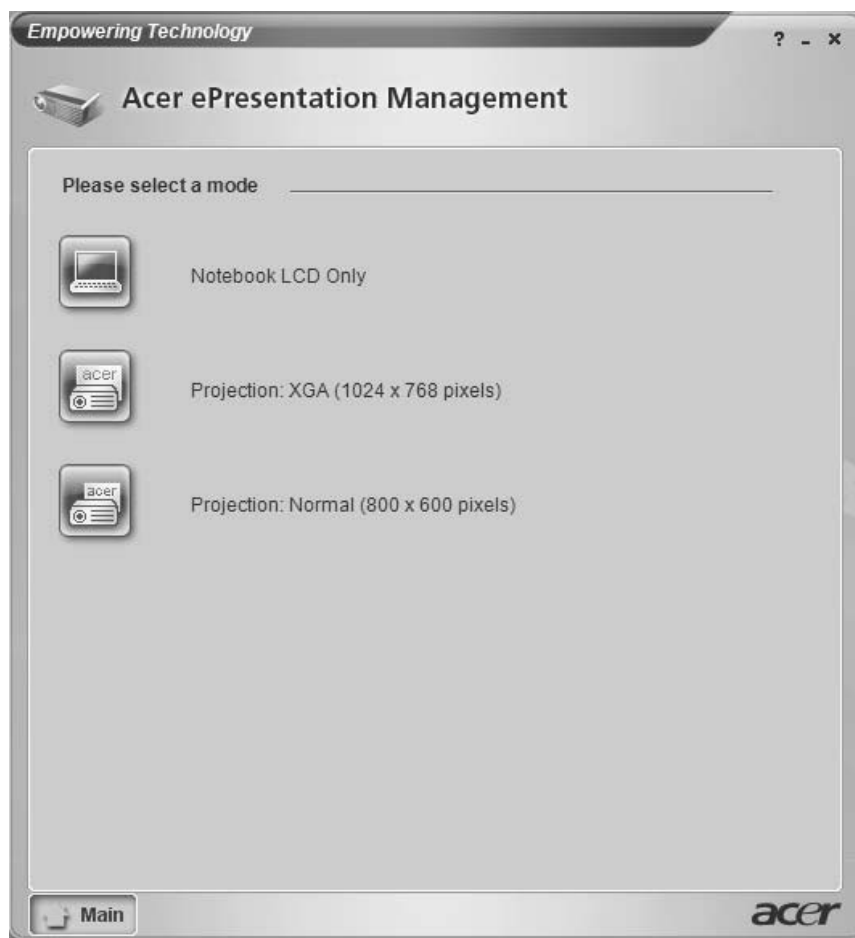 Empowering Technology
? - ×
Acer ePresentation Management
Please select a mode
Notebook LCD Only
acer
Projection: XGA (1024 x 768 pixels)
acer
Projection: Normal (800 x 600 pixels)
Main
acer